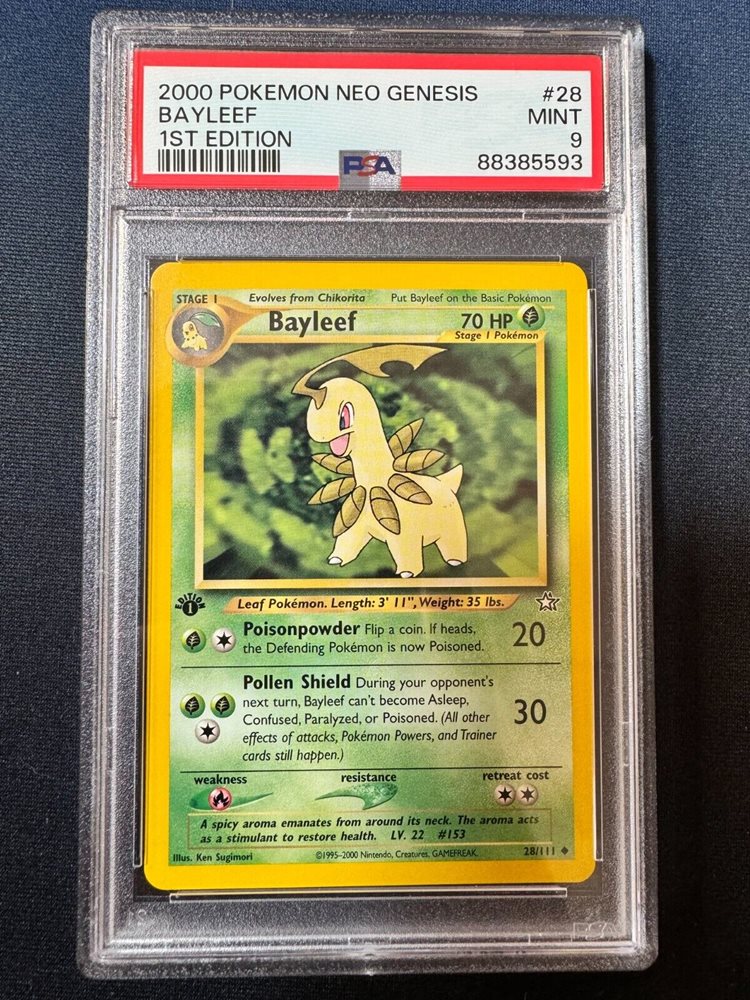 2000 POKEMON NEO GENESIS #28
BAYLEEF MINT
1ST EDITION 9
PSA 88385593
STAGE 1 Evolves from Chikorita Put Bayleef on the Basic Pokémon
Bayleef 70 HP
Stage 1 Pokémon
EDITION
1
Leaf Pokémon. Length: 3' 11", Weight: 35 lbs.
Poisonpowder Flip a coin. If heads,
the Defending Pokémon is now Poisoned. 20
Pollen Shield During your opponent's
next turn, Bayleef can't become Asleep,
Confused, Paralyzed, or Poisoned. (All other 30
effects of attacks, Pokémon Powers, and Trainer
cards still happen.)
weakness resistance retreat cost
A spicy aroma emanates from around its neck. The aroma acts
as a stimulant to restore health. LV. 22 #153
Illus. Ken Sugimori ©1995-2000 Nintendo, Creatures, GAMEFREAK. 28/111
PSA